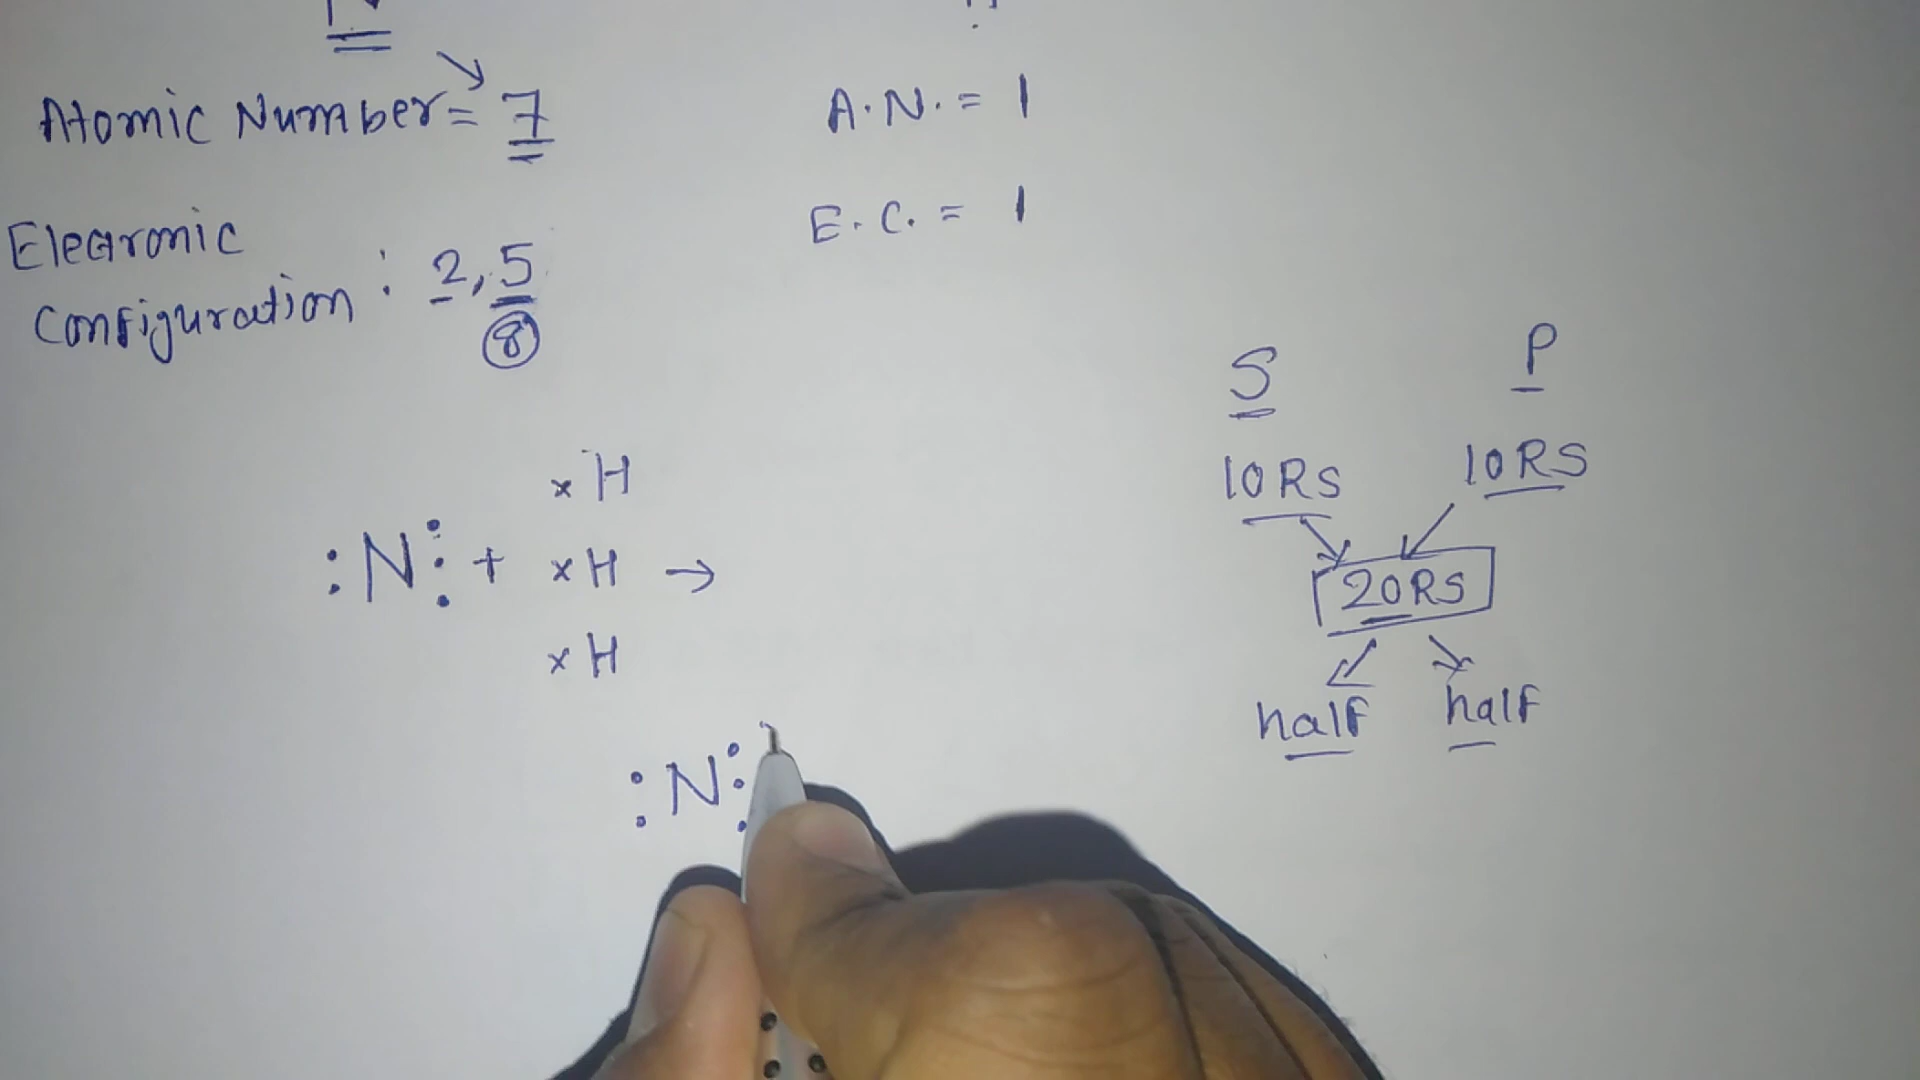 Atomic Number = 7
Electronic
Configuration : 2, 5
8
A.N. = 1
E.C. = 1
× H
:N: + × H →
× H
:N:
S P
10RS 10RS
20RS
half half